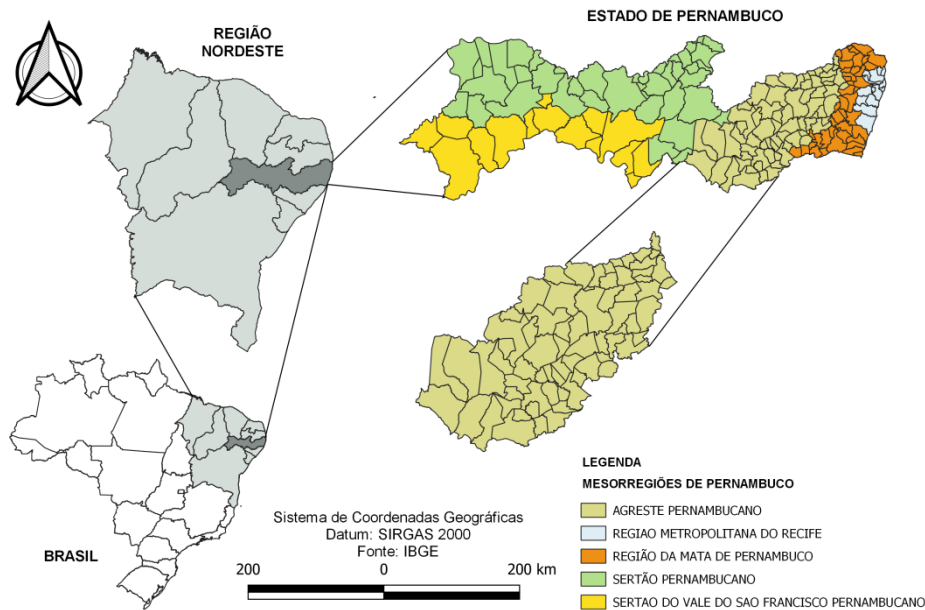 REGIÃO
NORDESTE
ESTADO DE PERNAMBUCO
BRASIL
Sistema de Coordenadas Geográficas
Datum: SIRGAS 2000
Fonte: IBGE
200 0 200 km
LEGENDA
MESORREGIÕES DE PERNAMBUCO
AGRESTE PERNAMBUCANO
REGIAO METROPOLITANA DO RECIFE
REGIÃO DA MATA DE PERNAMBUCO
SERTÃO PERNAMBUCANO
SERTAO DO VALE DO SAO FRANCISCO PERNAMBUCANO